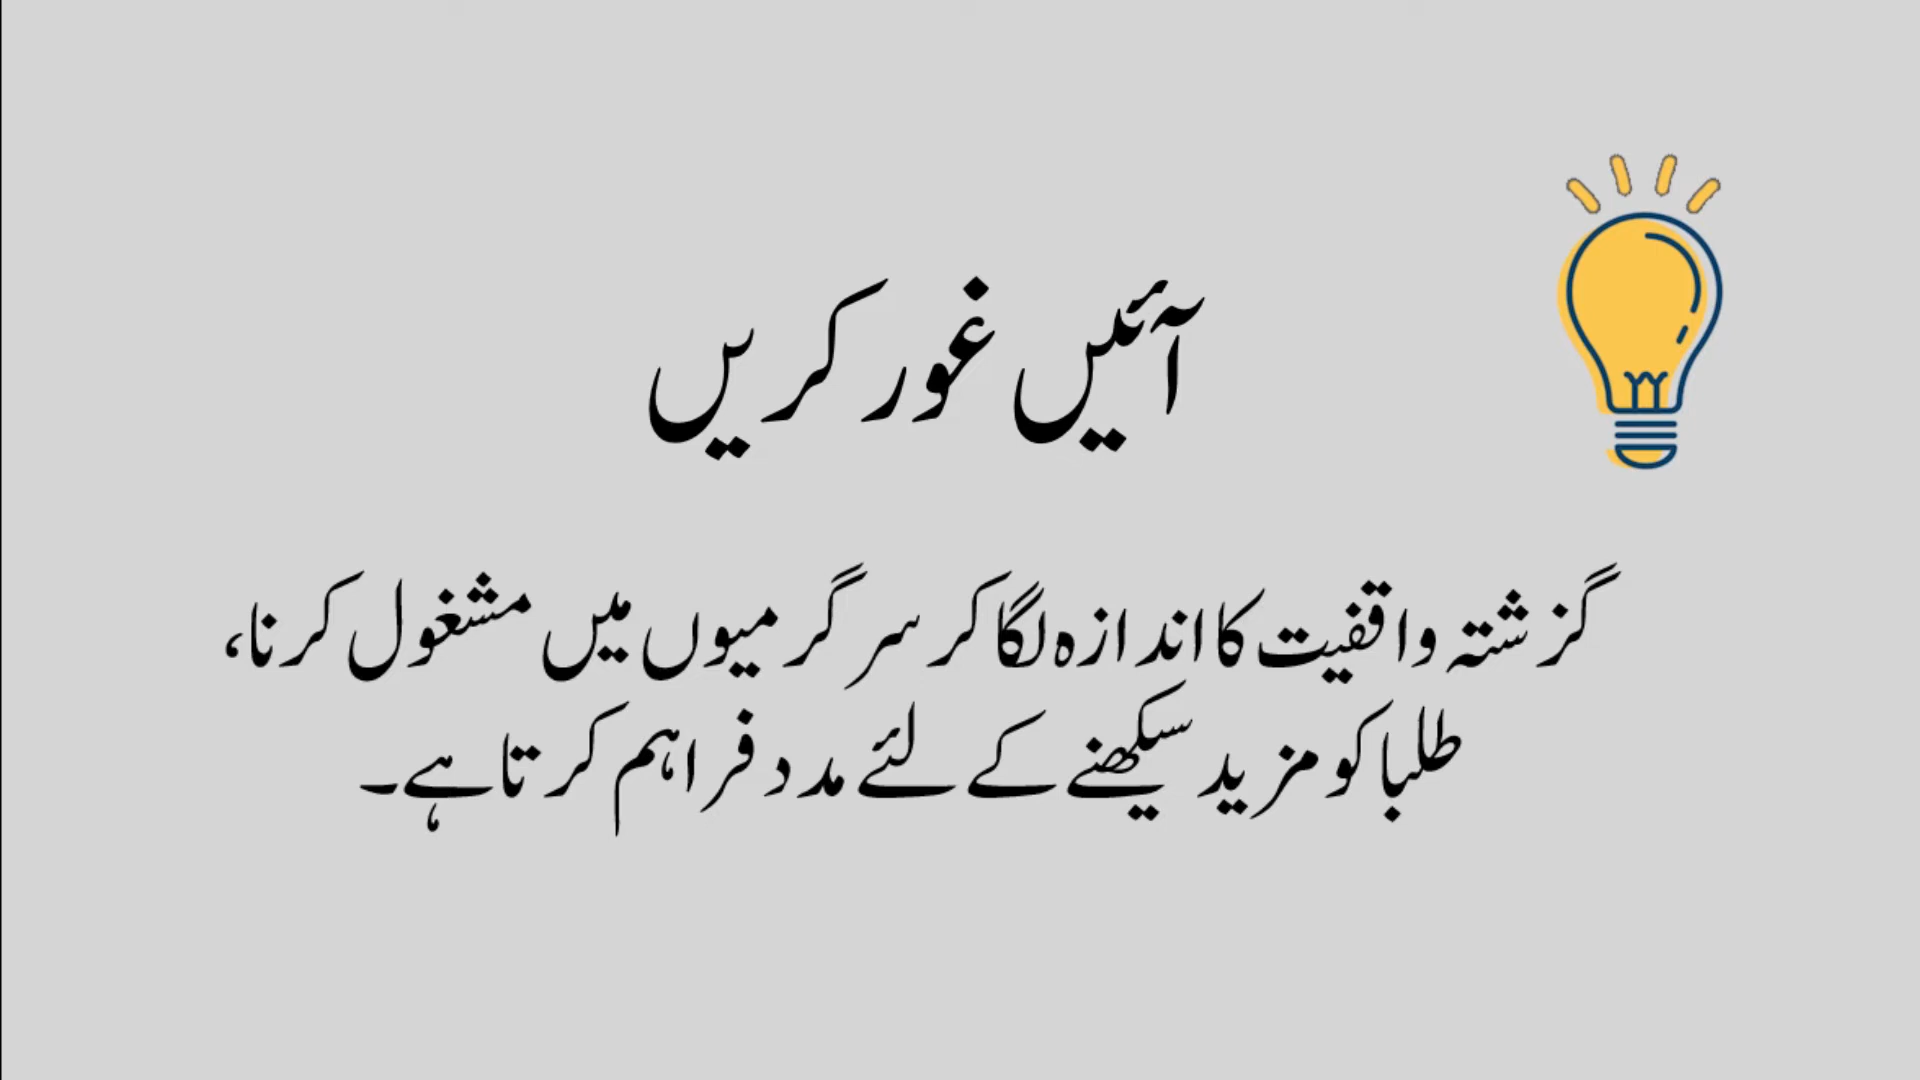 آئیں غور کریں
گزشتہ واقفیت کا اندازہ لگا کر سرگرمیوں میں مشغول کرنا،
طلبا کو مزید سیکھنے کے لئے مدد فراہم کرتا ہے۔